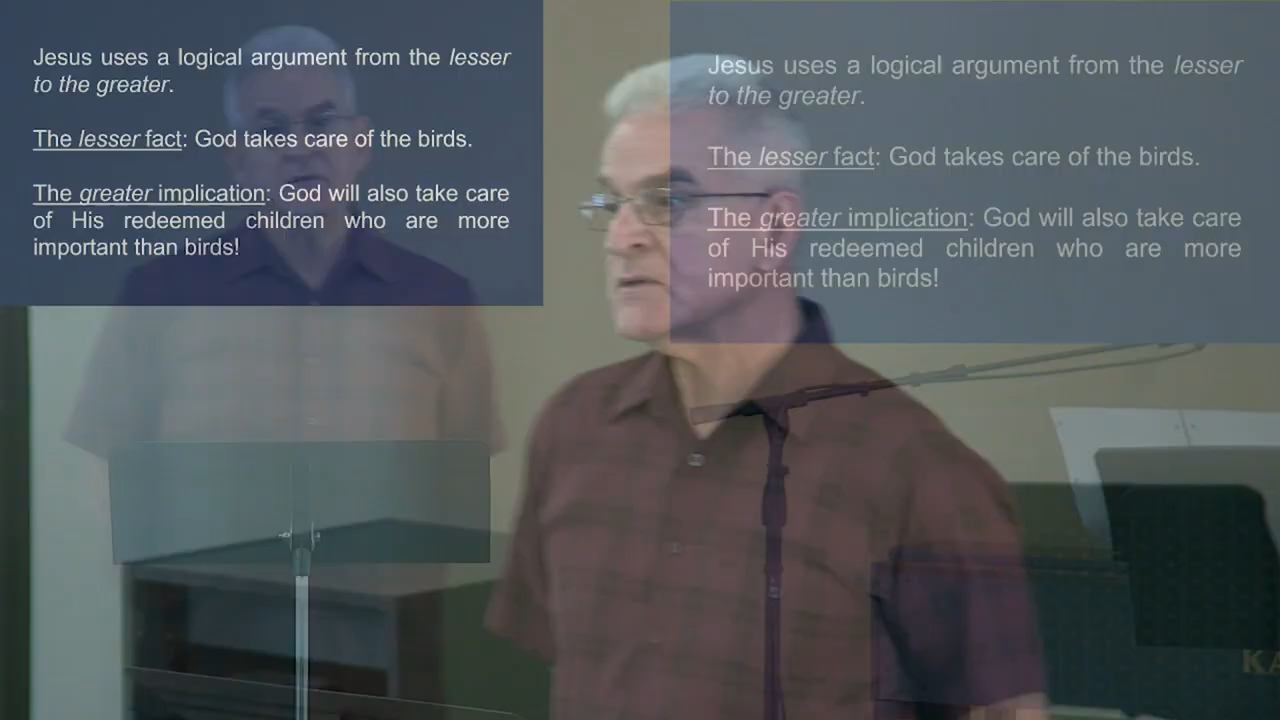 Jesus uses a logical argument from the lesser
to the greater.
The lesser fact: God takes care of the birds.
The greater implication: God will also take care
of His redeemed children who are more
important than birds!
Jesus uses a logical argument from the lesser
to the greater.
The lesser fact: God takes care of the birds.
The greater implication: God will also take care
of His redeemed children who are more
important than birds!
KA